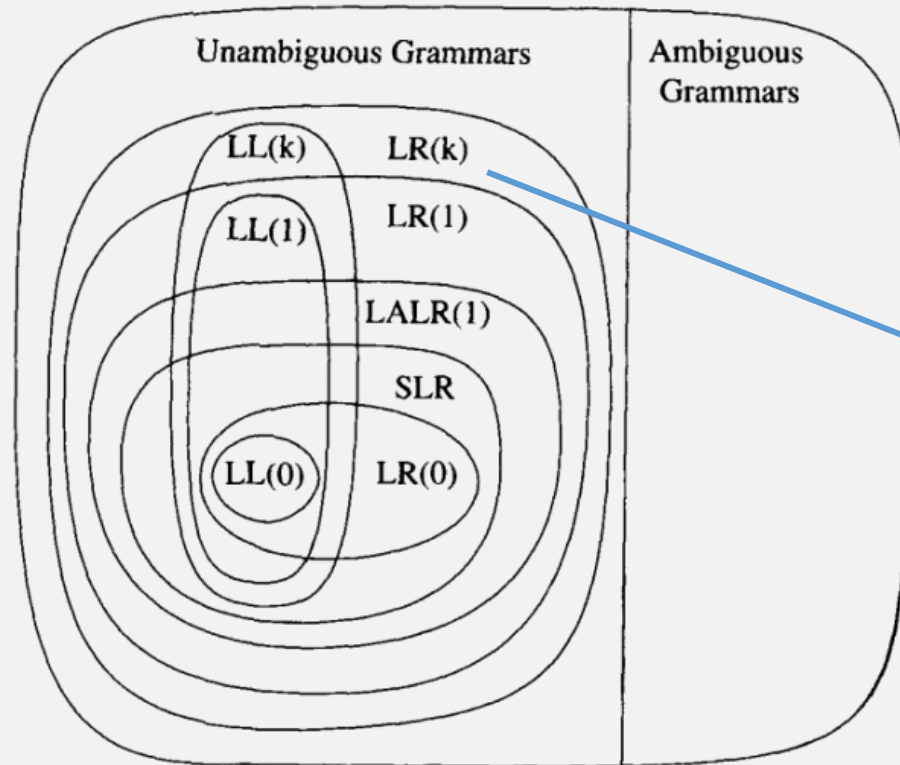 Unambiguous Grammars
Ambiguous
Grammars
LL(k)
LR(k)
LL(1)
LR(1)
LALR(1)
SLR
LL(0)
LR(0)